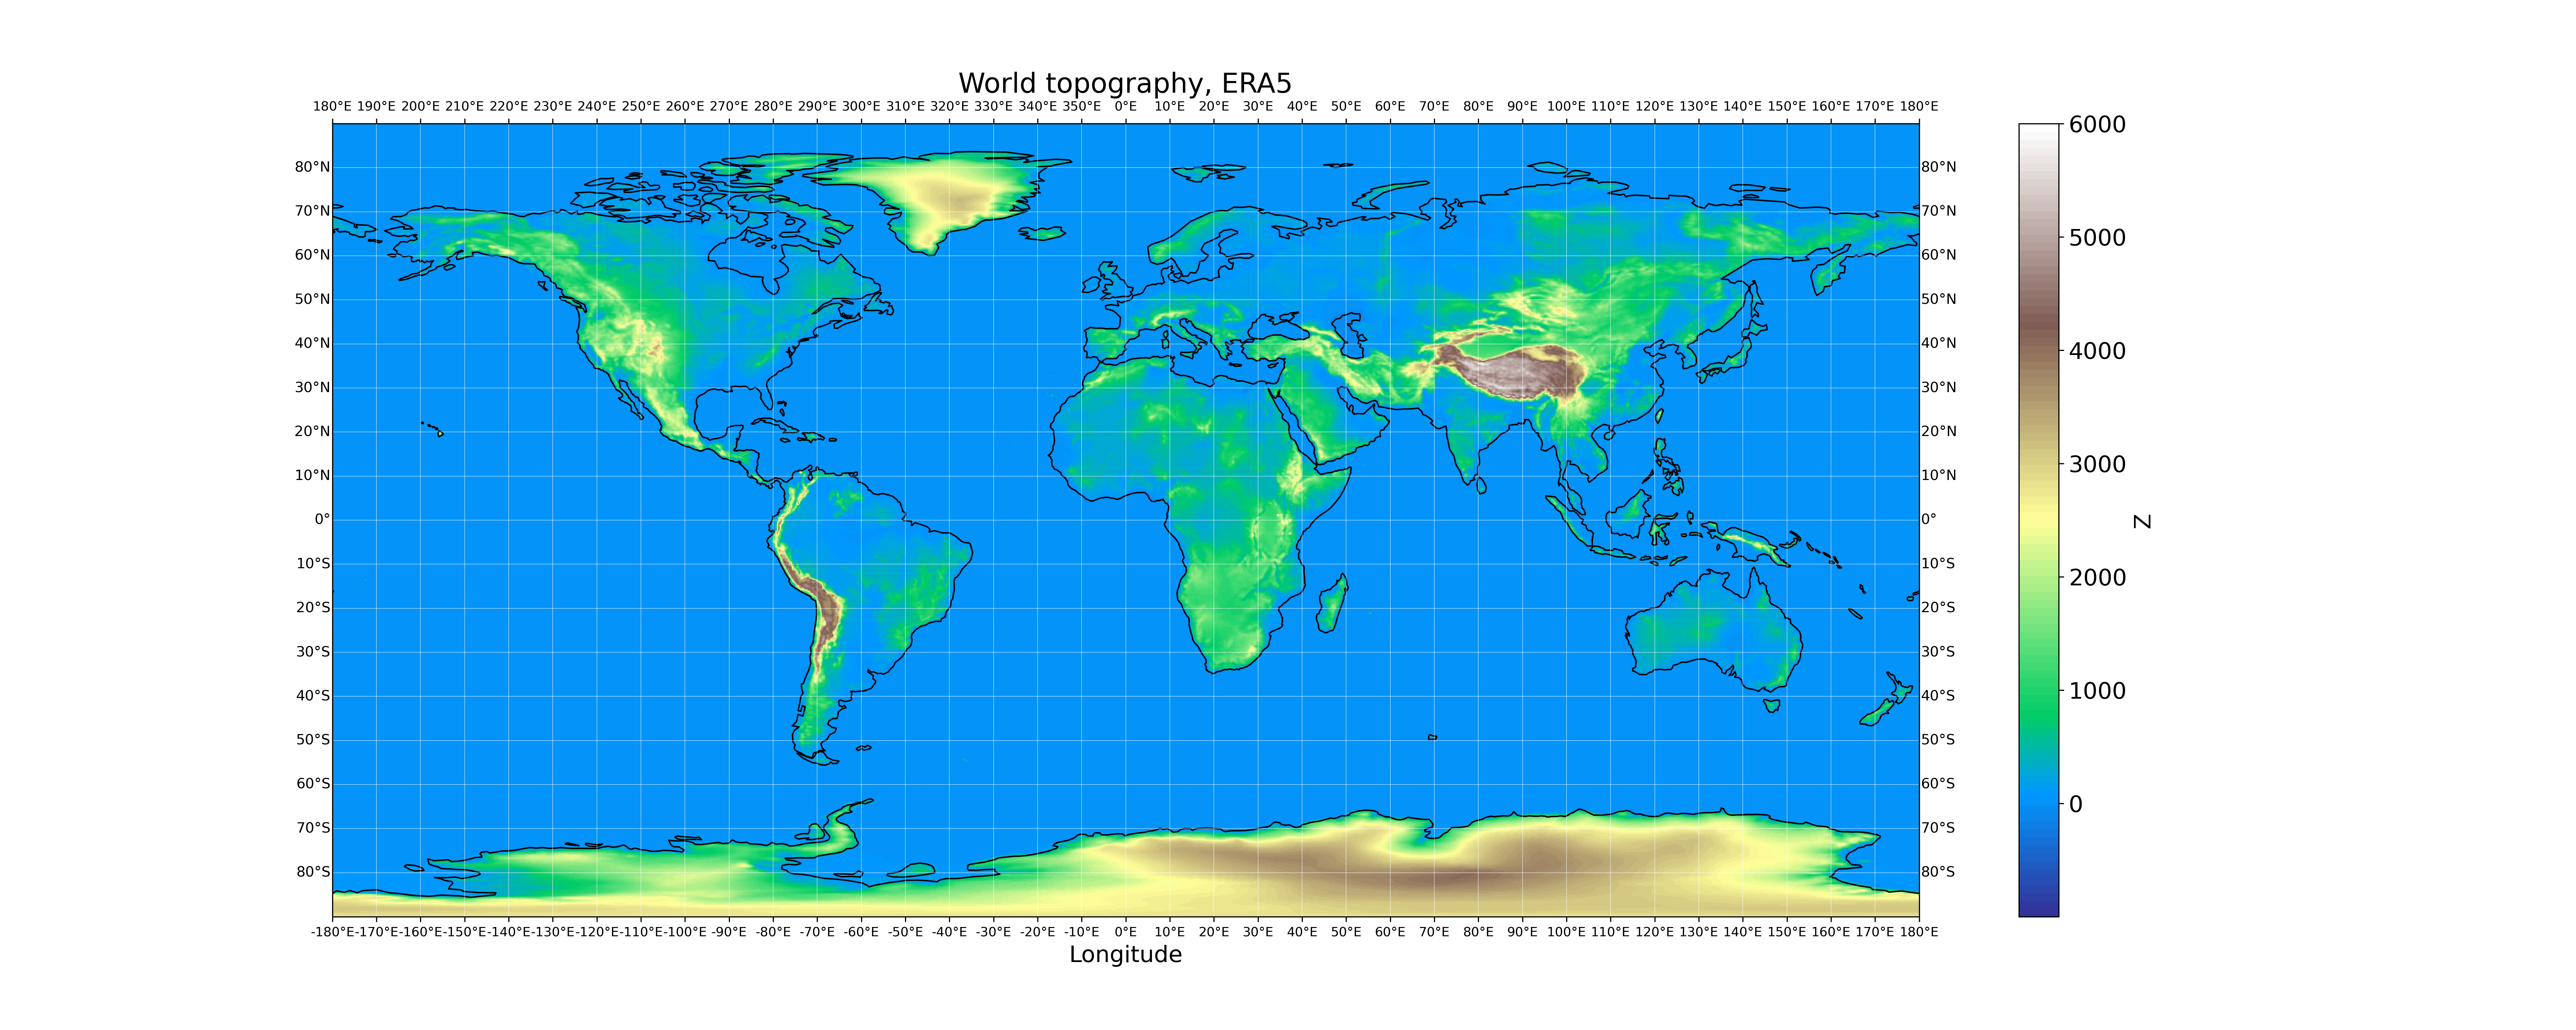 World topography, ERA5
180°E 190°E 200°E 210°E 220°E 230°E 240°E 250°E 260°E 270°E 280°E 290°E 300°E 310°E 320°E 330°E 340°E 350°E 0°E 10°E 20°E 30°E 40°E 50°E 60°E 70°E 80°E 90°E 100°E 110°E 120°E 130°E 140°E 150°E 160°E 170°E 180°E
80°N 80°N
70°N 70°N
60°N 60°N
50°N 50°N
40°N 40°N
30°N 30°N
20°N 20°N
10°N 10°N
0° 0°
10°S 10°S
20°S 20°S
30°S 30°S
40°S 40°S
50°S 50°S
60°S 60°S
70°S 70°S
80°S 80°S
-180°E -170°E -160°E -150°E -140°E -130°E -120°E -110°E -100°E -90°E -80°E -70°E -60°E -50°E -40°E -30°E -20°E -10°E 0°E 10°E 20°E 30°E 40°E 50°E 60°E 70°E 80°E 90°E 100°E 110°E 120°E 130°E 140°E 150°E 160°E 170°E 180°E
Longitude
6000
5000
4000
3000
2000
1000
0
Z